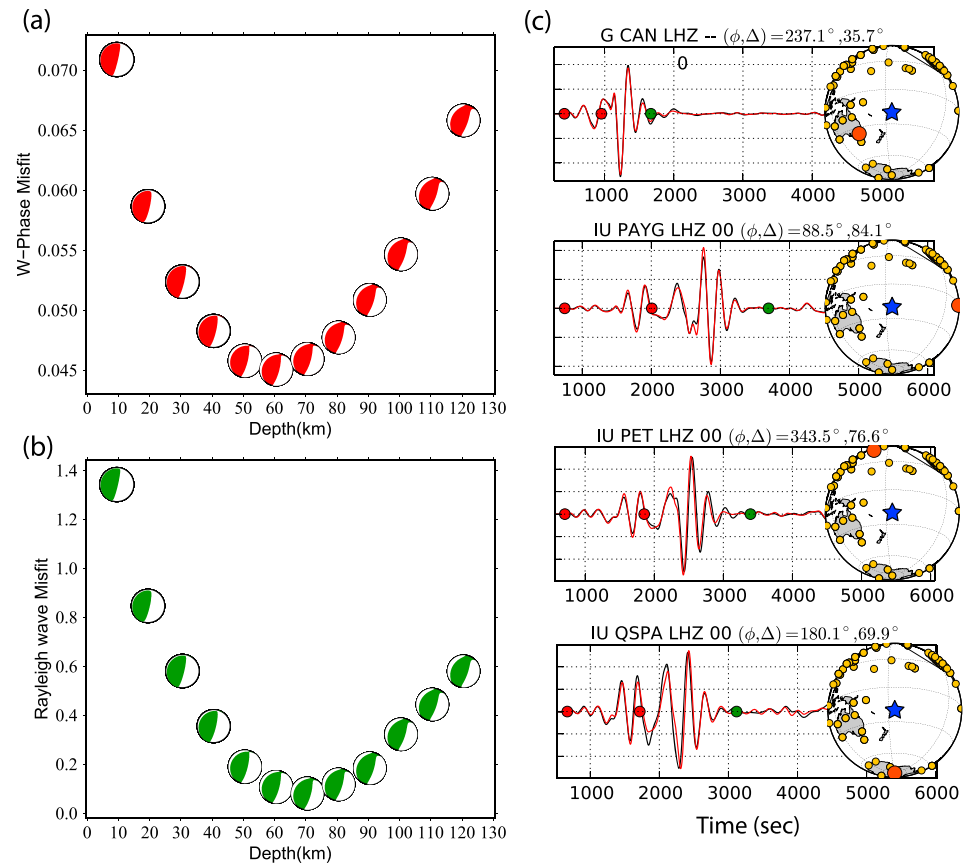 (a)
W-Phase Misfit
0.070
0.065
0.060
0.055
0.050
0.045
0 10 20 30 40 50 60 70 80 90 100 110 120 130
Depth(km)
(b)
Rayleigh wave Misfit
1.4
1.2
1.0
0.8
0.6
0.4
0.2
0.0
0 10 20 30 40 50 60 70 80 90 100 110 120 130
Depth(km)
(c)
G CAN LHZ -- (ϕ,Δ)=237.1°,35.7°
0
1000 2000 3000 4000 5000
IU PAYG LHZ 00 (ϕ,Δ)=88.5°,84.1°
1000 2000 3000 4000 5000 6000
IU PET LHZ 00 (ϕ,Δ)=343.5°,76.6°
1000 2000 3000 4000 5000 6000
IU QSPA LHZ 00 (ϕ,Δ)=180.1°,69.9°
1000 2000 3000 4000 5000 6000
Time (sec)